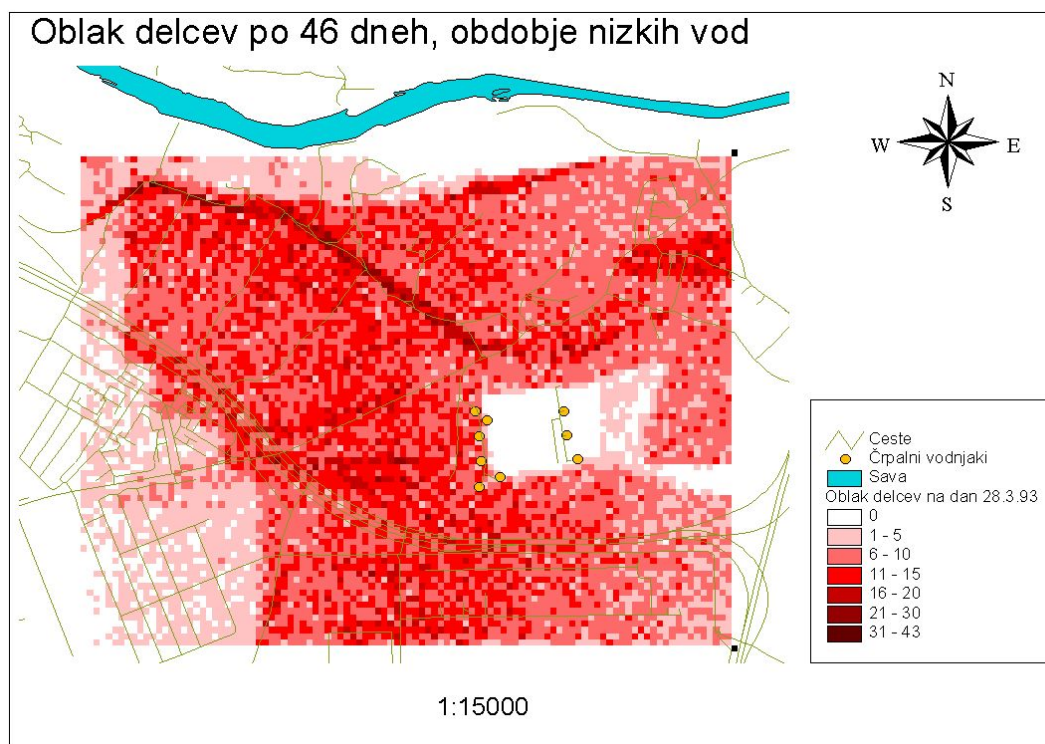 Oblak delcev po 46 dneh, obdobje nizkih vod
N
W
E
S
Ceste
Črpalni vodnjaki
Sava
Oblak delcev na dan 28.3.93
0
1 - 5
6 - 10
11 - 15
16 - 20
21 - 30
31 - 43
1:15000